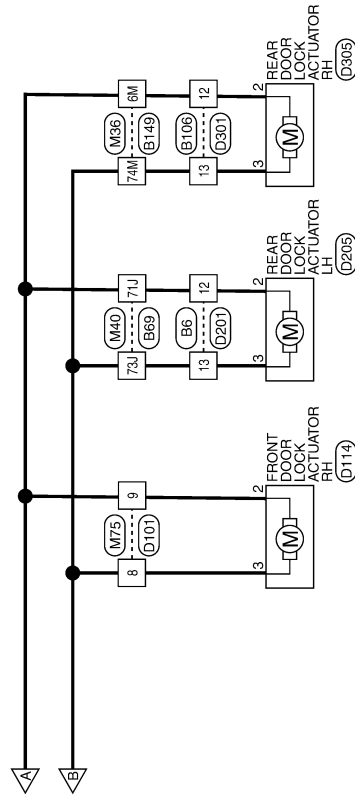 A
B
8
9
M75
D101
3
2
FRONT
DOOR
LOCK
ACTUATOR
RH
D114
73J
71J
M40
B69
13
12
B6
D201
3
2
REAR
DOOR
LOCK
ACTUATOR
LH
D205
74M
6M
M36
B149
13
12
B106
D301
3
2
REAR
DOOR
LOCK
ACTUATOR
RH
D305
M
M
M